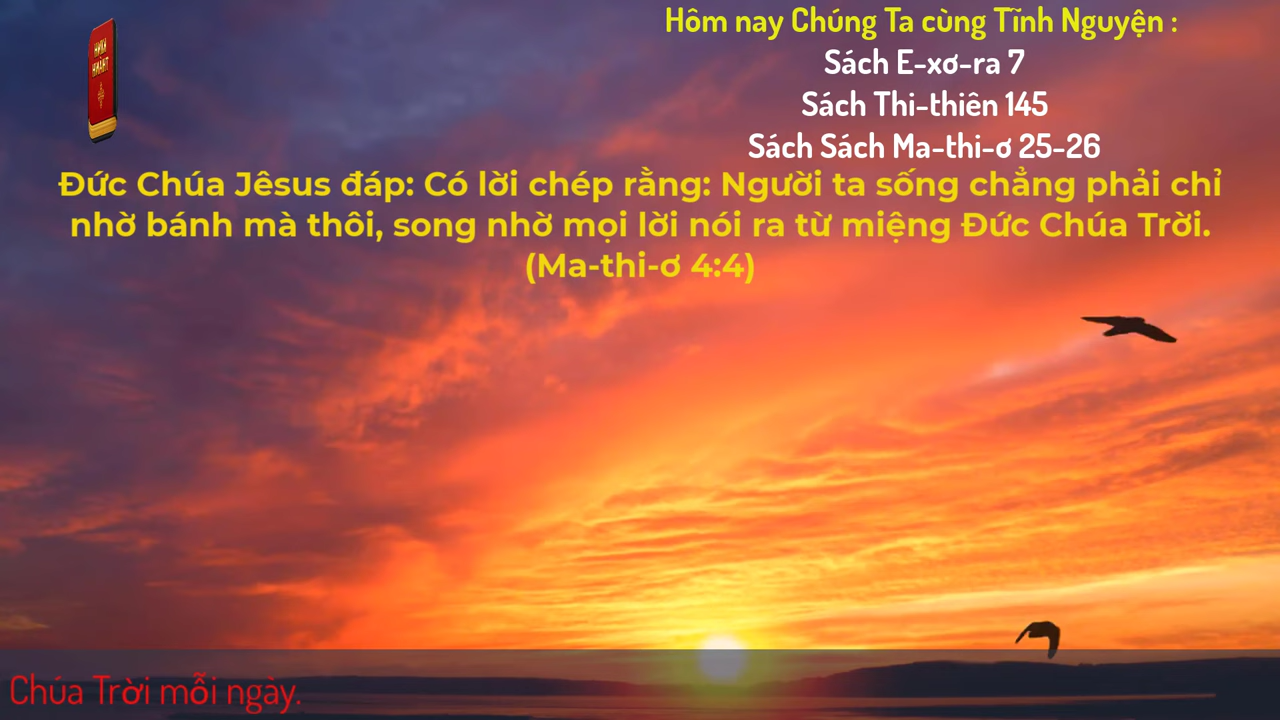 Hôm nay Chúng Ta cùng Tĩnh Nguyện :
Sách E-xơ-ra 7
Sách Thi-thiên 145
Sách Sách Ma-thi-ơ 25-26
Đức Chúa Jêsus đáp: Có lời chép rằng: Người ta sống chẳng phải chỉ
nhờ bánh mà thôi, song nhờ mọi lời nói ra từ miệng Đức Chúa Trời.
(Ma-thi-ơ 4:4)
Chúa Trời mỗi ngày.